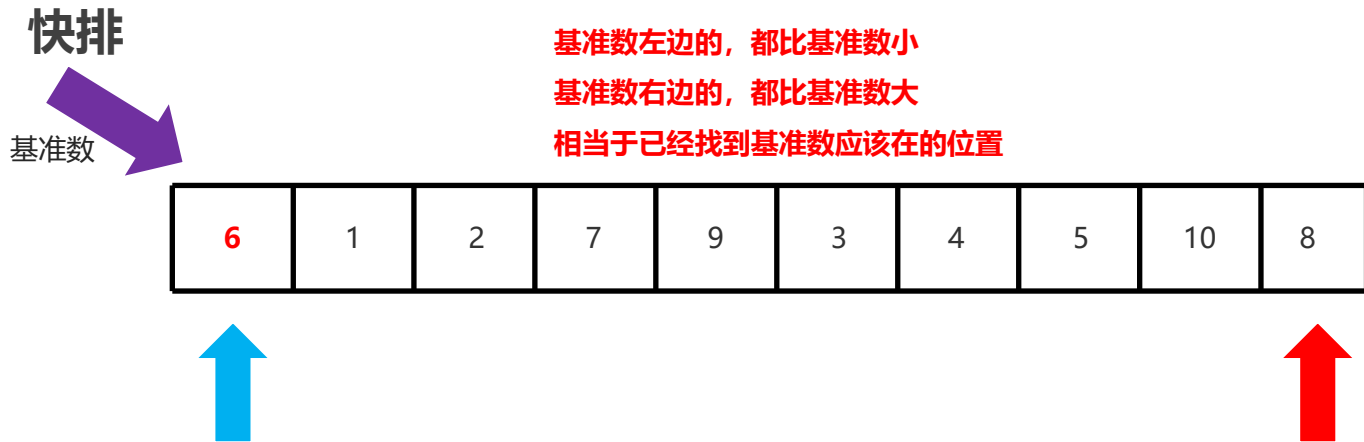 快排
基准数左边的，都比基准数小
基准数右边的，都比基准数大
相当于已经找到基准数应该在的位置
基准数
6 1 2 7 9 3 4 5 10 8